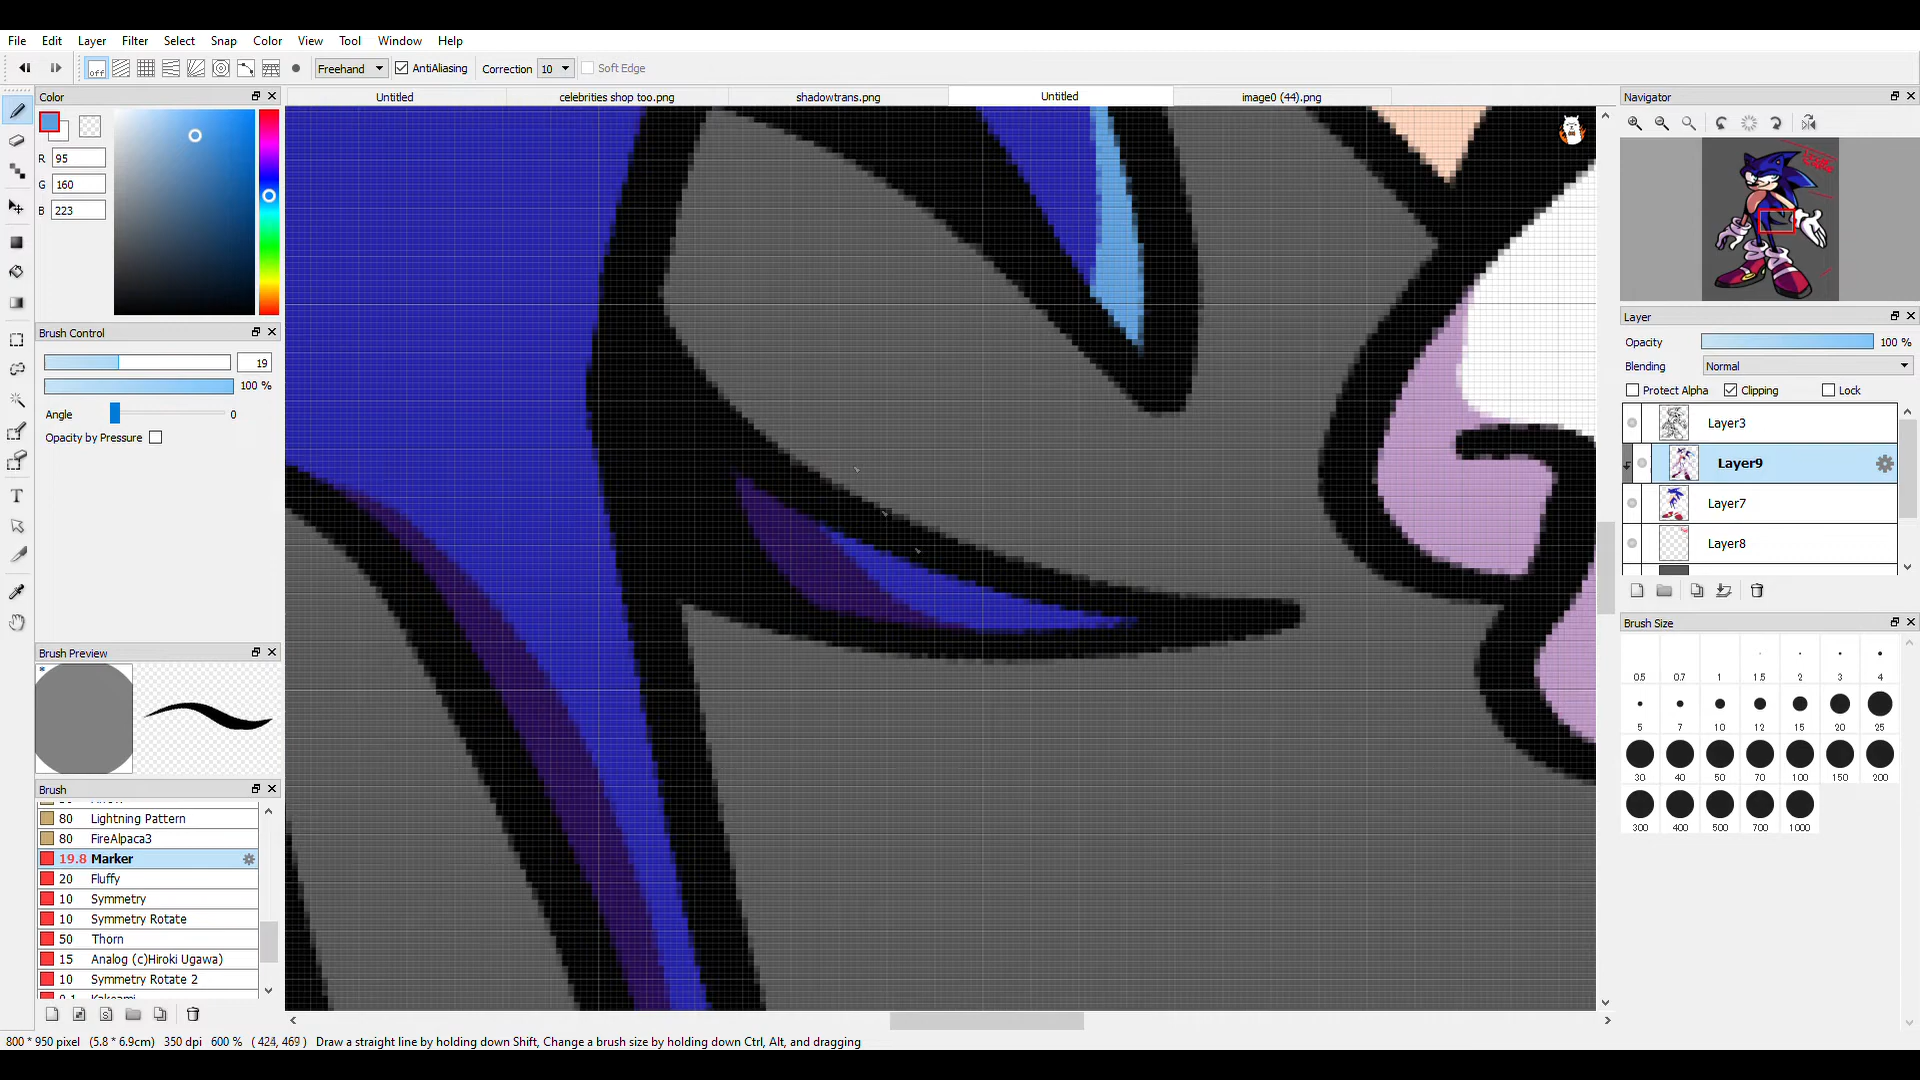 File Edit Layer Filter Select Snap Color View Tool Window Help
off Freehand AntiAliasing Correction 10 Soft Edge
Color
R 95
G 160
B 223
Brush Control
19
100 %
Angle 0
Opacity by Pressure
Brush Preview
Brush
80 Lightning Pattern
80 FireAlpaca3
19.8 Marker
20 Fluffy
10 Symmetry
10 Symmetry Rotate
50 Thorn
15 Analog (c)Hiroki Ugawa)
10 Symmetry Rotate 2
Untitled celebrities shop too.png shadowtrans.png Untitled image0 (44).png
Navigator
Layer
Opacity 100 %
Blending Normal
Protect Alpha Clipping Lock
Layer3
Layer9
Layer7
Layer8
Brush Size
0.5 0.7 1 1.5 2 3 4
5 7 10 12 15 20 25
30 40 50 70 100 150 200
300 400 500 700 1000
800 * 950 pixel (5.8 * 6.9cm) 350 dpi 600 % ( 424, 469 ) Draw a straight line by holding down Shift, Change a brush size by holding down Ctrl, Alt, and dragging